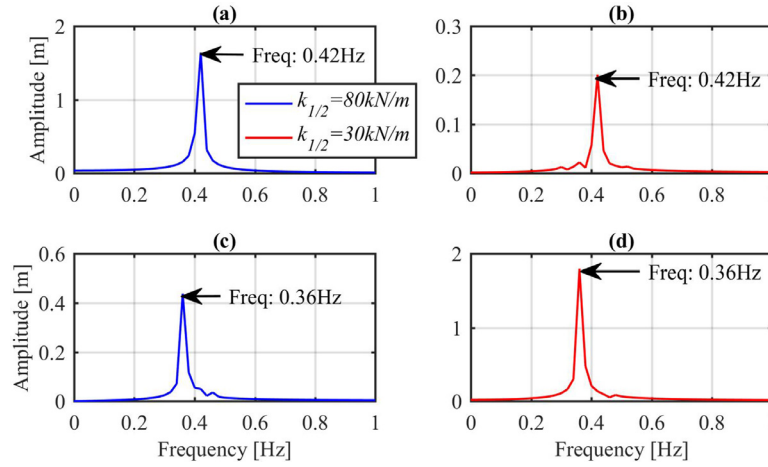 (a)
2
1
0
0 0.2 0.4 0.6 0.8 1
Amplitude [m]
Freq: 0.42Hz
k1/2=80kN/m
k1/2=30kN/m
(b)
0.3
0.2
0.1
0
0 0.2 0.4 0.6 0.8
0.42Hz
(c)
0.6
0.4
0.2
0
0 0.2 0.4 0.6 0.8 1
Amplitude [m]
Freq: 0.36Hz
Frequency [Hz]
(d)
2
1
0
0 0.2 0.4 0.6 0.8
Freq: 0.36Hz
Frequency [Hz]